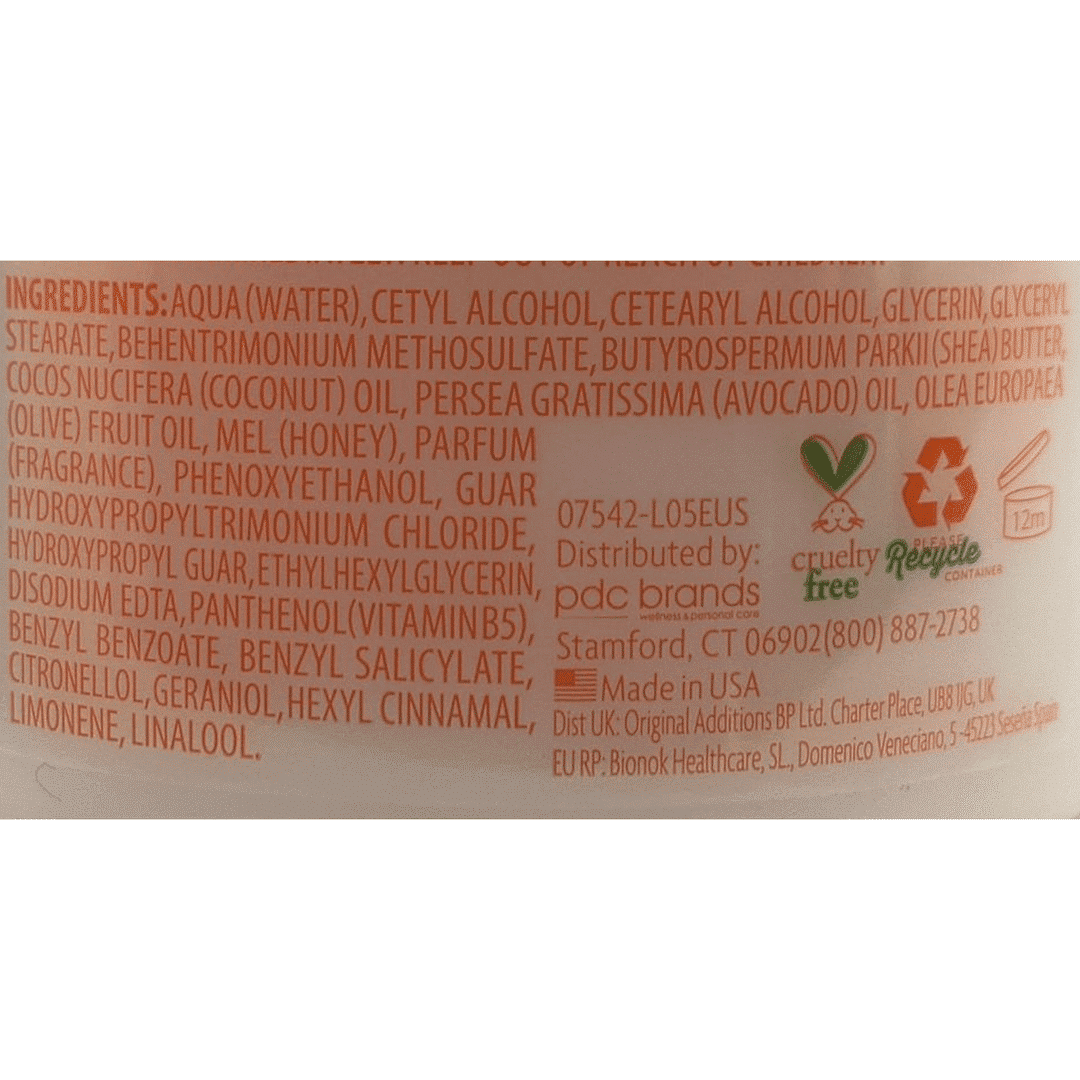 INGREDIENTS: AQUA (WATER), CETYL ALCOHOL, CETEARYL ALCOHOL, GLYCERIN, GLYCERYL
STEARATE, BEHENTRIMONIUM METHOSULFATE, BUTYROSPERMUM PARKII (SHEA) BUTTER,
COCOS NUCIFERA (COCONUT) OIL, PERSEA GRATISSIMA (AVOCADO) OIL, OLEA EUROPAEA
(OLIVE) FRUIT OIL, MEL (HONEY), PARFUM
(FRAGRANCE), PHENOXYETHANOL, GUAR
HYDROXYPROPYLTRIMONIUM CHLORIDE,
HYDROXYPROPYL GUAR, ETHYLHEXYLGLYCERIN,
DISODIUM EDTA, PANTHENOL (VITAMIN B5),
BENZYL BENZOATE, BENZYL SALICYLATE,
CITRONELLOL, GERANIOL, HEXYL CINNAMAL,
LIMONENE, LINALOOL.
07542-L05EUS
Distributed by:
pdc brands
wellness & personal care
Stamford, CT 06902 (800) 887-2738
Made in USA
Dist UK: Original Additions BP Ltd. Charter Place, UB8 1JG, UK
EU RP: Bionok Healthcare, SL., Domenico Veneciano, 5 -45223 Seseña Spain
cruelty
free
PLEASE
Recycle
CONTAINER
12m